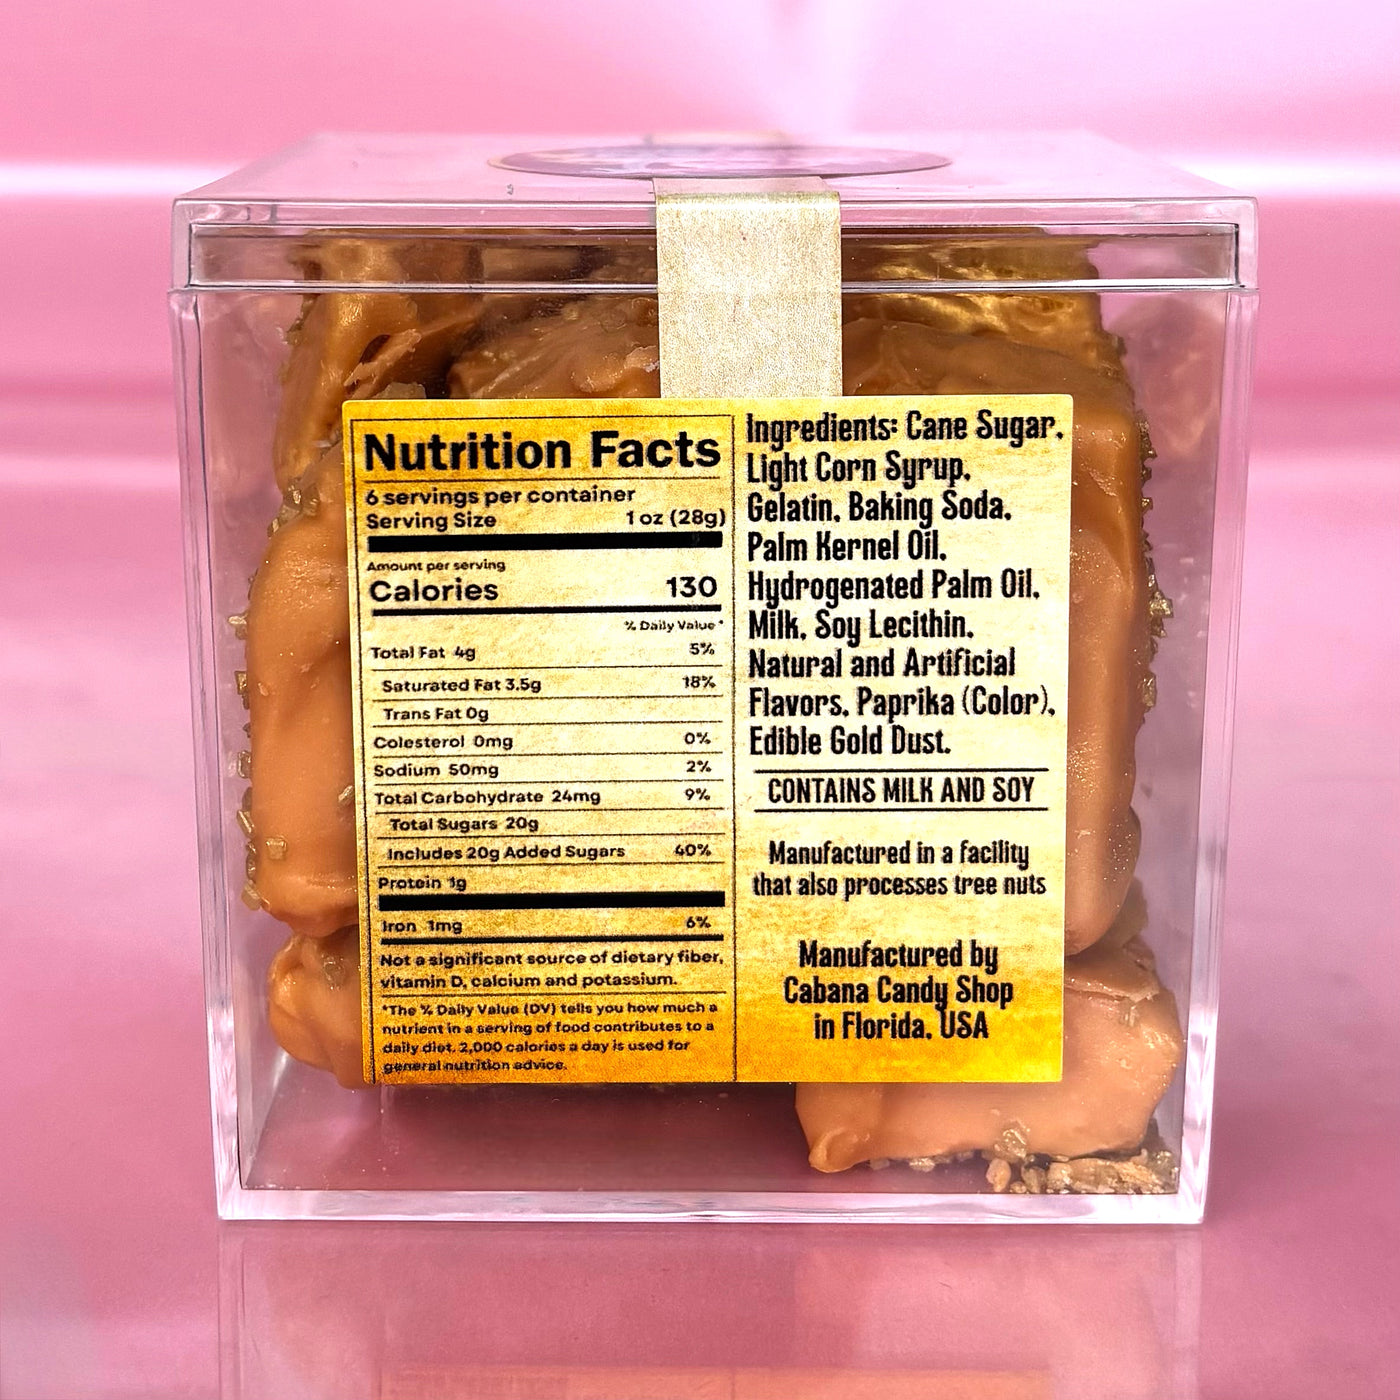 Nutrition Facts
6 servings per container
Serving Size 1 oz (28g)
Amount per serving
Calories 130
% Daily Value *
Total Fat 4g 5%
Saturated Fat 3.5g 18%
Trans Fat 0g
Colesterol 0mg 0%
Sodium 50mg 2%
Total Carbohydrate 24mg 9%
Total Sugars 20g
Includes 20g Added Sugars 40%
Protein 1g
Iron 1mg 6%
Not a significant source of dietary fiber,
vitamin D, calcium and potassium.
*The % Daily Value (DV) tells you how much a
nutrient in a serving of food contributes to a
daily diet. 2,000 calories a day is used for
general nutrition advice.
Ingredients: Cane Sugar,
Light Corn Syrup,
Gelatin, Baking Soda,
Palm Kernel Oil,
Hydrogenated Palm Oil,
Milk, Soy Lecithin,
Natural and Artificial
Flavors, Paprika (Color),
Edible Gold Dust.
CONTAINS MILK AND SOY
Manufactured in a facility
that also processes tree nuts
Manufactured by
Cabana Candy Shop
in Florida, USA